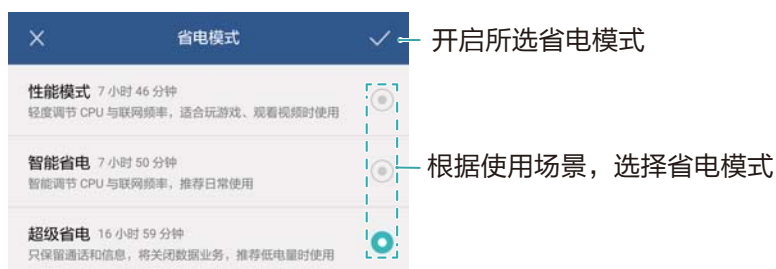 省电模式
开启所选省电模式
性能模式 7 小时 46 分钟
轻度调节 CPU 与联网频率，适合玩游戏、观看视频时使用
智能省电 7 小时 50 分钟
根据使用场景，选择省电模式
智能调节 CPU 与联网频率，推荐日常使用
超级省电 16 小时 59 分钟
只保留通话和信息，将关闭数据业务，推荐低电量时使用